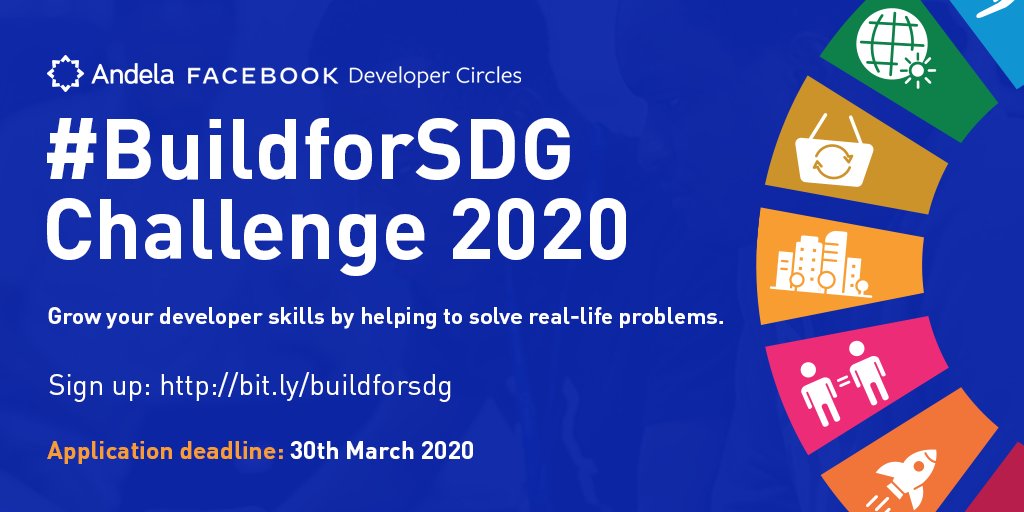 Andela FACEBOOK Developer Circles
#BuildforSDG
Challenge 2020
Grow your developer skills by helping to solve real-life problems.
Sign up: http://bit.ly/buildforsdg
Application deadline: 30th March 2020